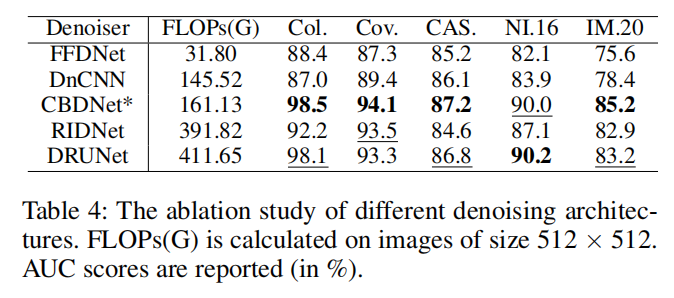 Denoiser FLOPs(G) Col. Cov. CAS. NI.16 IM.20
FFDNet 31.80 88.4 87.3 85.2 82.1 75.6
DnCNN 145.52 87.0 89.4 86.1 83.9 78.4
CBDNet* 161.13 98.5 94.1 87.2 90.0 85.2
RIDNet 391.82 92.2 93.5 84.6 87.1 82.9
DRUNet 411.65 98.1 93.3 86.8 90.2 83.2
Table 4: The ablation study of different denoising architec-
tures. FLOPs(G) is calculated on images of size 512 × 512.
AUC scores are reported (in %).